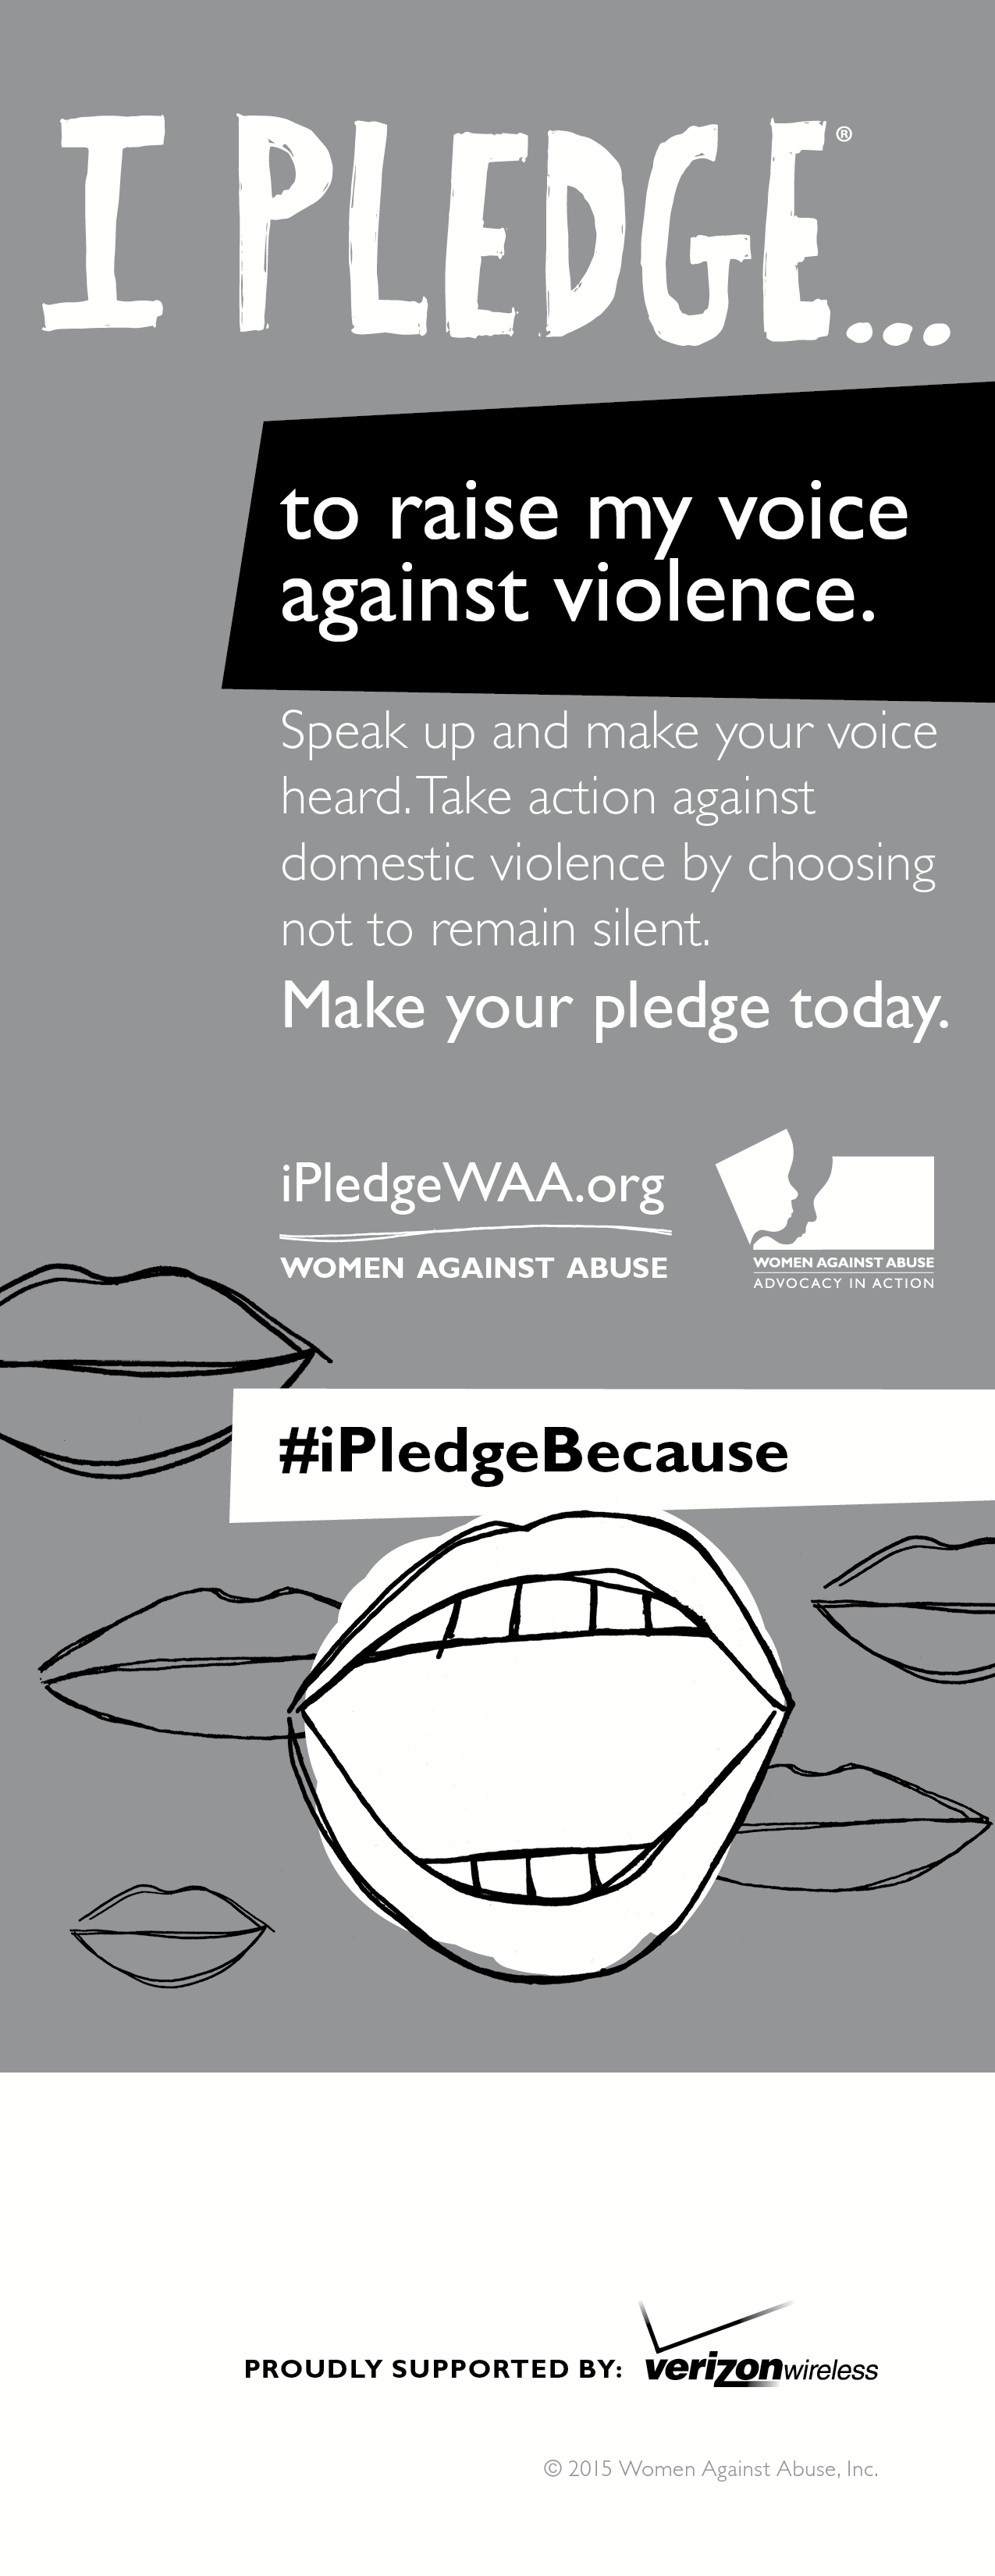 I PLEDGE...®
to raise my voice
against violence.
Speak up and make your voice
heard. Take action against
domestic violence by choosing
not to remain silent.
Make your pledge today.
iPledgeWAA.org
WOMEN AGAINST ABUSE
WOMEN AGAINST ABUSE
ADVOCACY IN ACTION
#iPledgeBecause
PROUDLY SUPPORTED BY: verizonwireless
© 2015 Women Against Abuse, Inc.